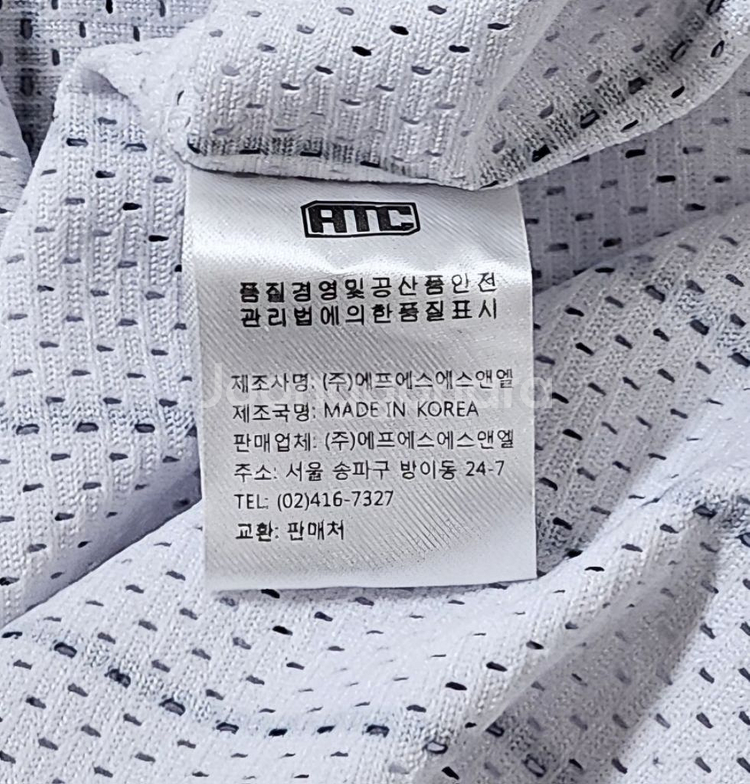 ATC
품질경영및공산품안전
관리법에의한품질표시
제조사명: (주)에프에스에스앤엘
제조국명: MADE IN KOREA
판매업체: (주)에프에스에스앤엘
주소: 서울 송파구 방이동 24-7
TEL: (02)416-7327
교환: 판매처